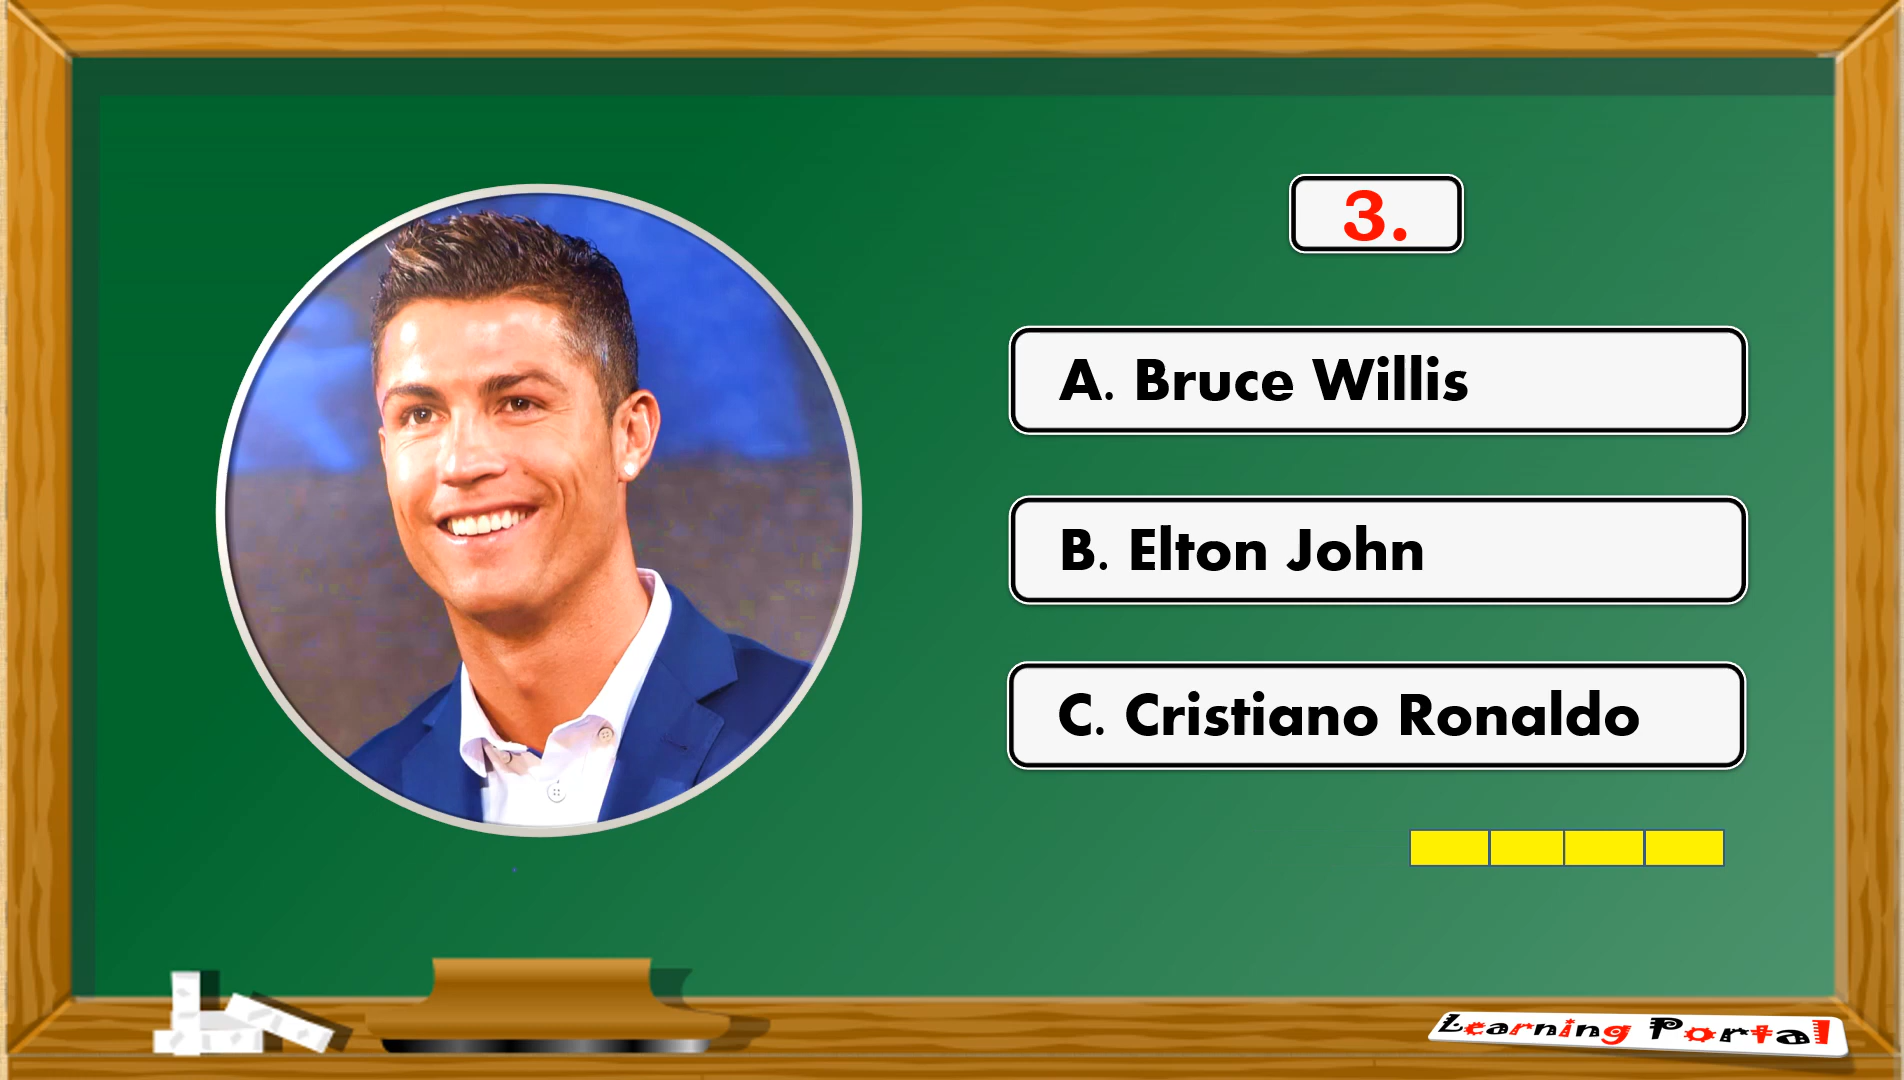 3.
A. Bruce Willis
B. Elton John
C. Cristiano Ronaldo
Learning Portal